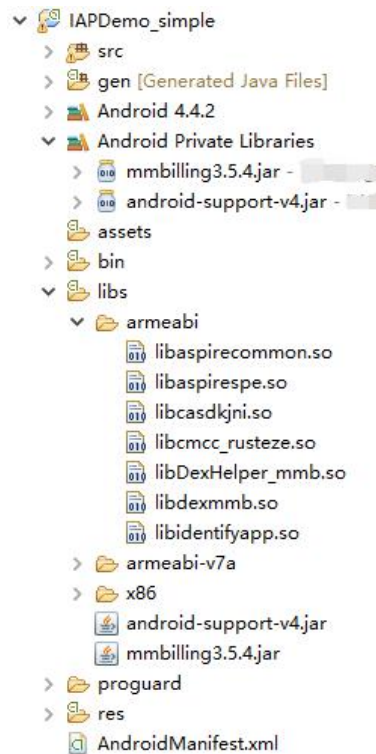 IAPDemo_simple
src
gen [Generated Java Files]
Android 4.4.2
Android Private Libraries
mmbilling3.5.4.jar -
android-support-v4.jar -
assets
bin
libs
armeabi
libaspirecommon.so
libaspirespe.so
libcasdkjni.so
libcmcc_rusteze.so
libDexHelper_mmb.so
libdexmmb.so
libidentifyapp.so
armeabi-v7a
x86
android-support-v4.jar
mmbilling3.5.4.jar
proguard
res
AndroidManifest.xml